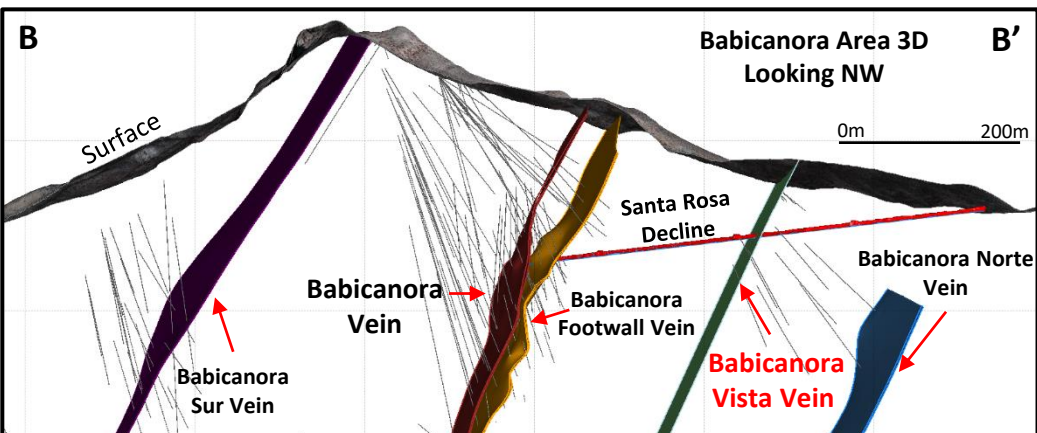 B
Babicanora Area 3D
Looking NW
B’
Surface
0m
200m
Santa Rosa
Decline
Babicanora
Vein
Babicanora
Footwall Vein
Babicanora Norte
Vein
Babicanora
Sur Vein
Babicanora
Vista Vein